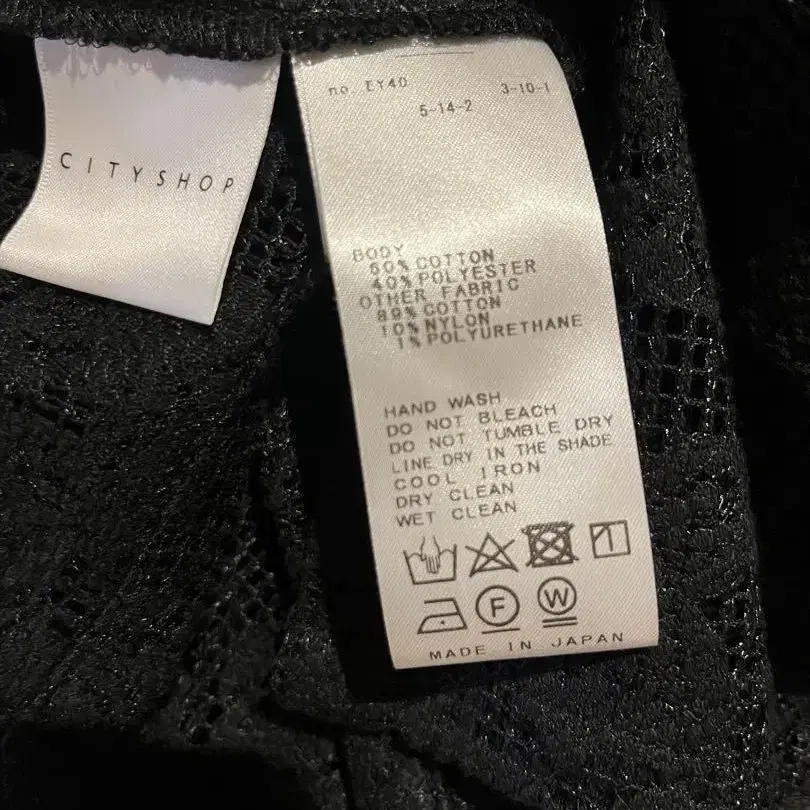 CITYSHOP
no. EY40
3-10-1
5-14-2
BODY
60% COTTON
40% POLYESTER
OTHER FABRIC
89% COTTON
10% NYLON
1% POLYURETHANE
HAND WASH
DO NOT BLEACH
DO NOT TUMBLE DRY
LINE DRY IN THE SHADE
COOL IRON
DRY CLEAN
WET CLEAN
F W
MADE IN JAPAN